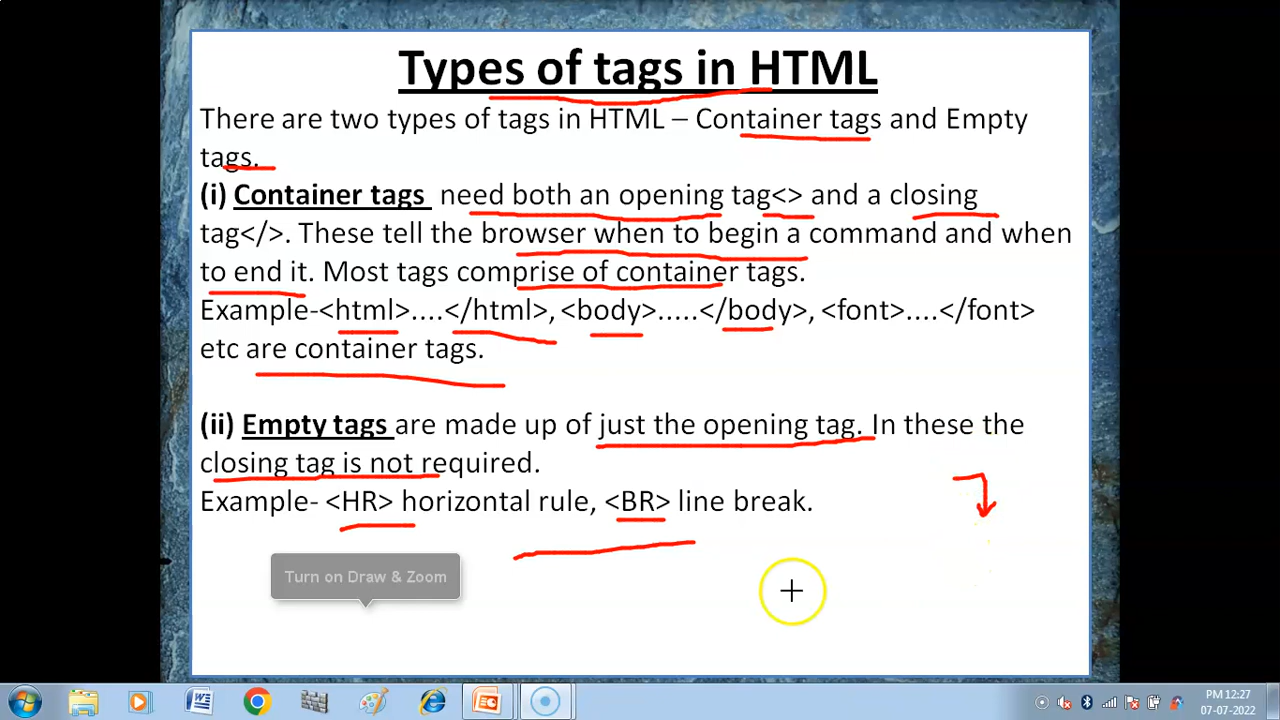 Types of tags in HTML
There are two types of tags in HTML – Container tags and Empty
tags.
(i) Container tags need both an opening tag<> and a closing
tag</>. These tell the browser when to begin a command and when
to end it. Most tags comprise of container tags.
Example-<html>....</html>, <body>.....</body>, <font>....</font>
etc are container tags.
(ii) Empty tags are made up of just the opening tag. In these the
closing tag is not required.
Example- <HR> horizontal rule, <BR> line break.
Turn on Draw & Zoom
PM 12:27
07-07-2022